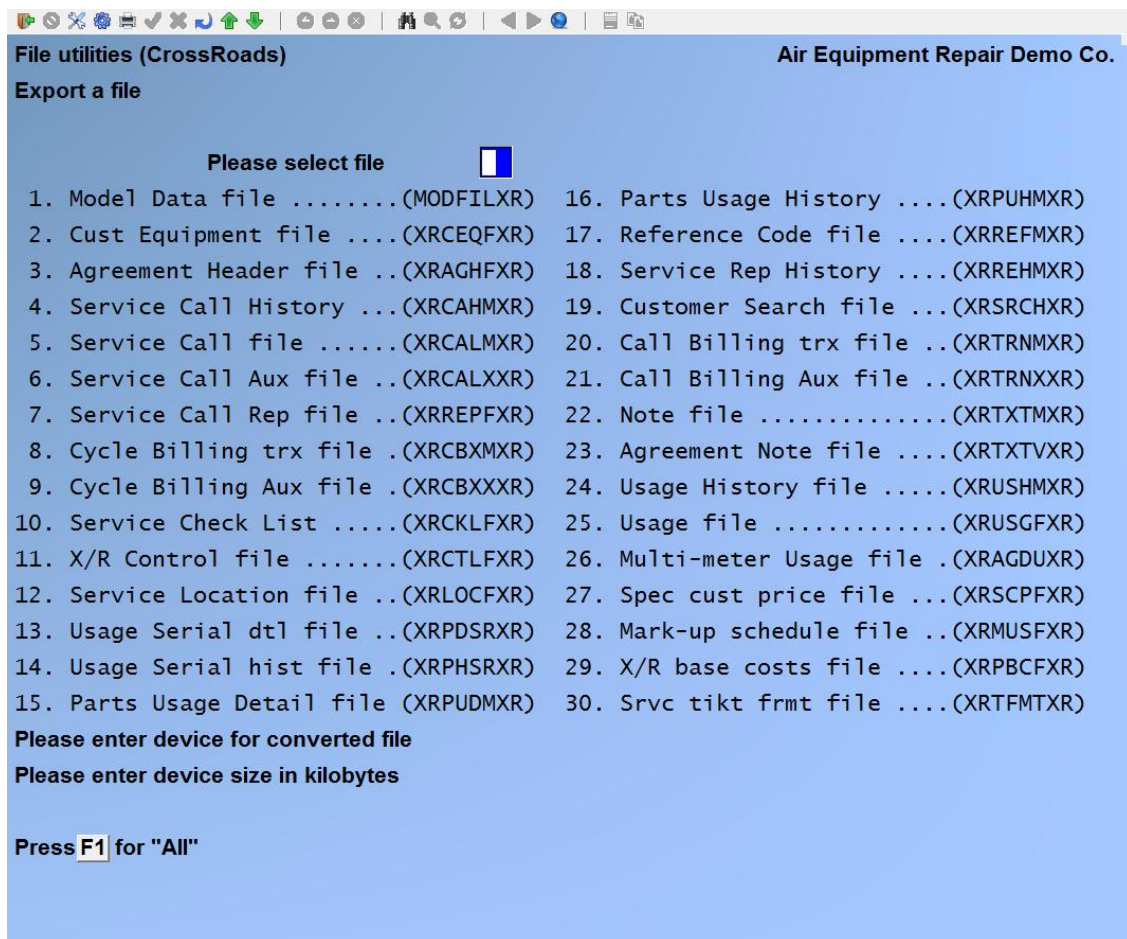 File utilities (CrossRoads) Air Equipment Repair Demo Co.
Export a file
Please select file
1. Model Data file ........(MODFILXR) 16. Parts Usage History ....(XRPUHMXR)
2. Cust Equipment file ....(XRCEQFXR) 17. Reference Code file ....(XRREFMXR)
3. Agreement Header file ..(XRAGHFXR) 18. Service Rep History ....(XRREHMXR)
4. Service Call History ...(XRCAHMXR) 19. Customer Search file ...(XRSRCHXR)
5. Service Call file ......(XRCALMXR) 20. Call Billing trx file ..(XRTRNMXR)
6. Service Call Aux file ..(XRCALXXR) 21. Call Billing Aux file ..(XRTRNXXR)
7. Service Call Rep file ..(XRREPFXR) 22. Note file ..............(XRTXTMXR)
8. Cycle Billing trx file .(XRCBXMXR) 23. Agreement Note file ....(XRTXTVXR)
9. Cycle Billing Aux file .(XRCBXXXR) 24. Usage History file .....(XRUSHMXR)
10. Service Check List .....(XRCKLFXR) 25. Usage file .............(XRUSGFXR)
11. X/R Control file .......(XRCTLFXR) 26. Multi-meter Usage file .(XRAGDUXR)
12. Service Location file ..(XRLOCFXR) 27. Spec cust price file ...(XRSCPFXR)
13. Usage Serial dtl file ..(XRPDSRXR) 28. Mark-up schedule file ..(XRMUSFXR)
14. Usage Serial hist file .(XRPHSRXR) 29. X/R base costs file ....(XRPBCFXR)
15. Parts Usage Detail file (XRPUDMXR) 30. Srvc tikt frmt file ....(XRTFMTXR)
Please enter device for converted file
Please enter device size in kilobytes
Press F1 for "All"